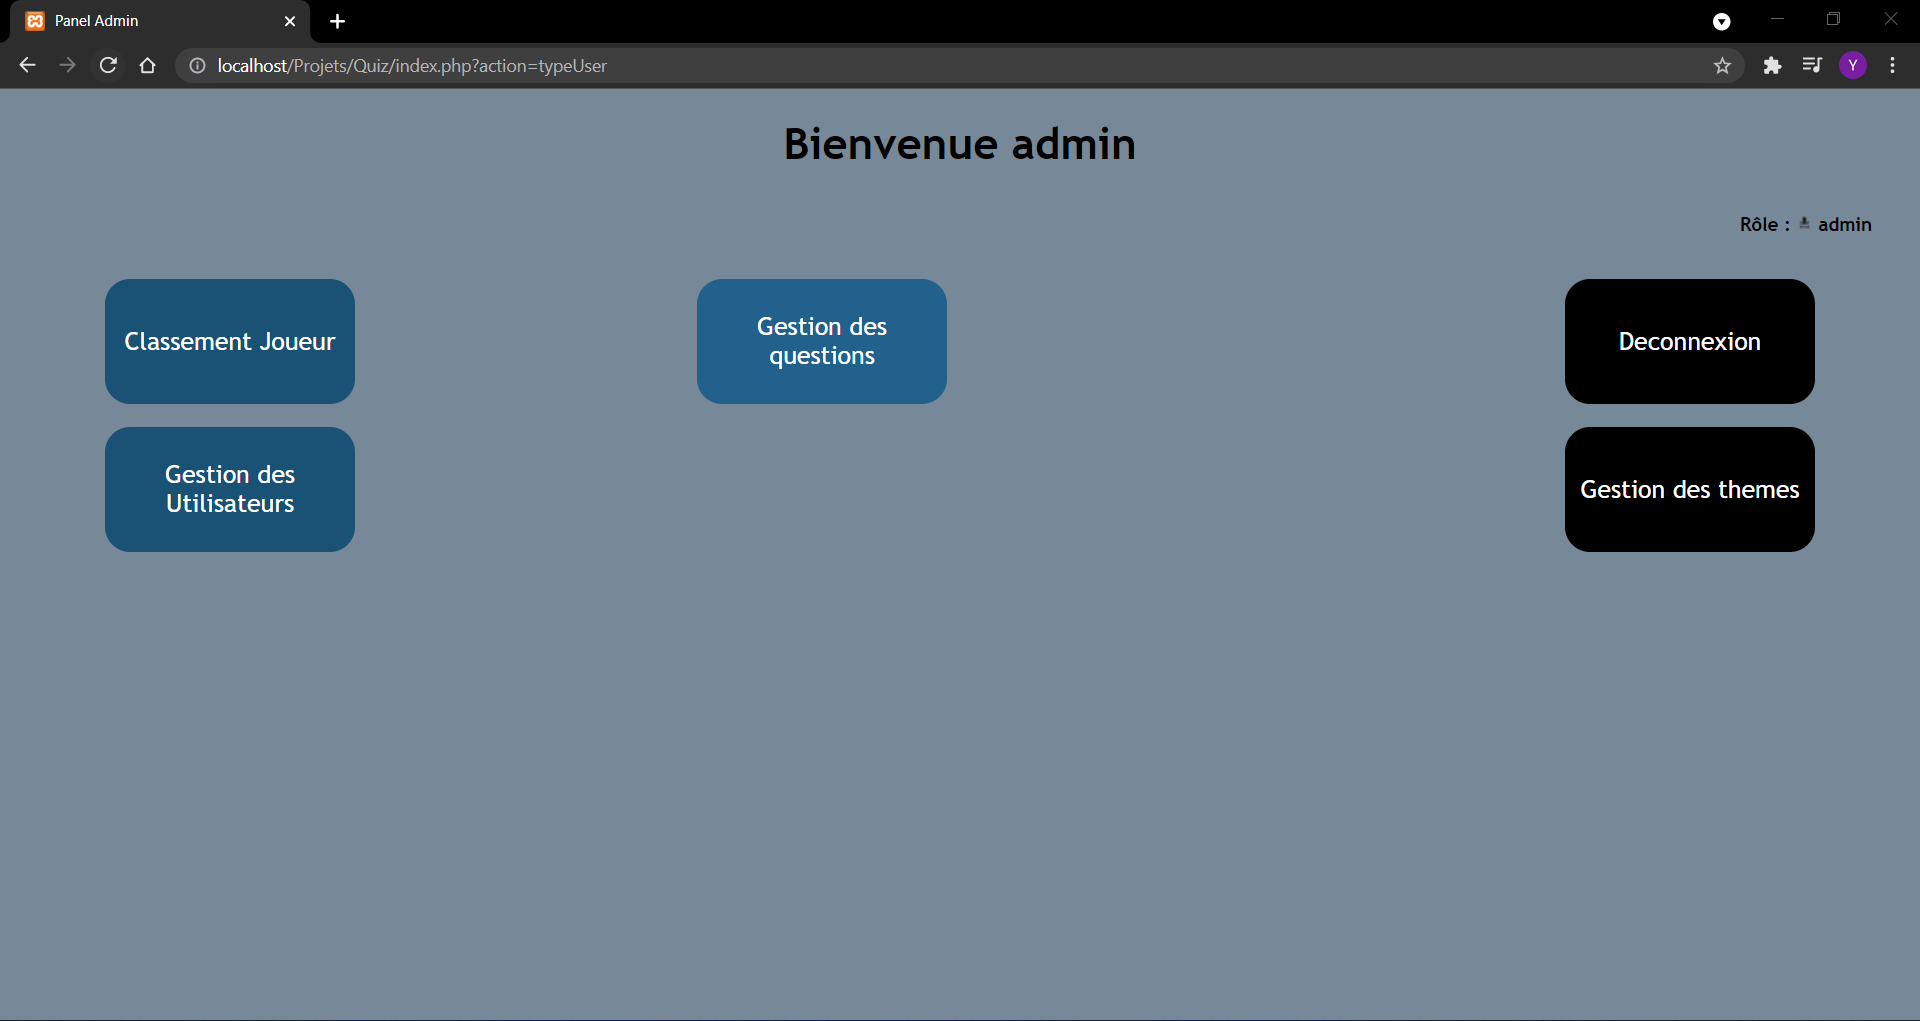 Panel Admin
localhost/Projets/Quiz/index.php?action=typeUser
Y
Bienvenue admin
Rôle : admin
Classement Joueur
Gestion des
questions
Deconnexion
Gestion des
Utilisateurs
Gestion des themes